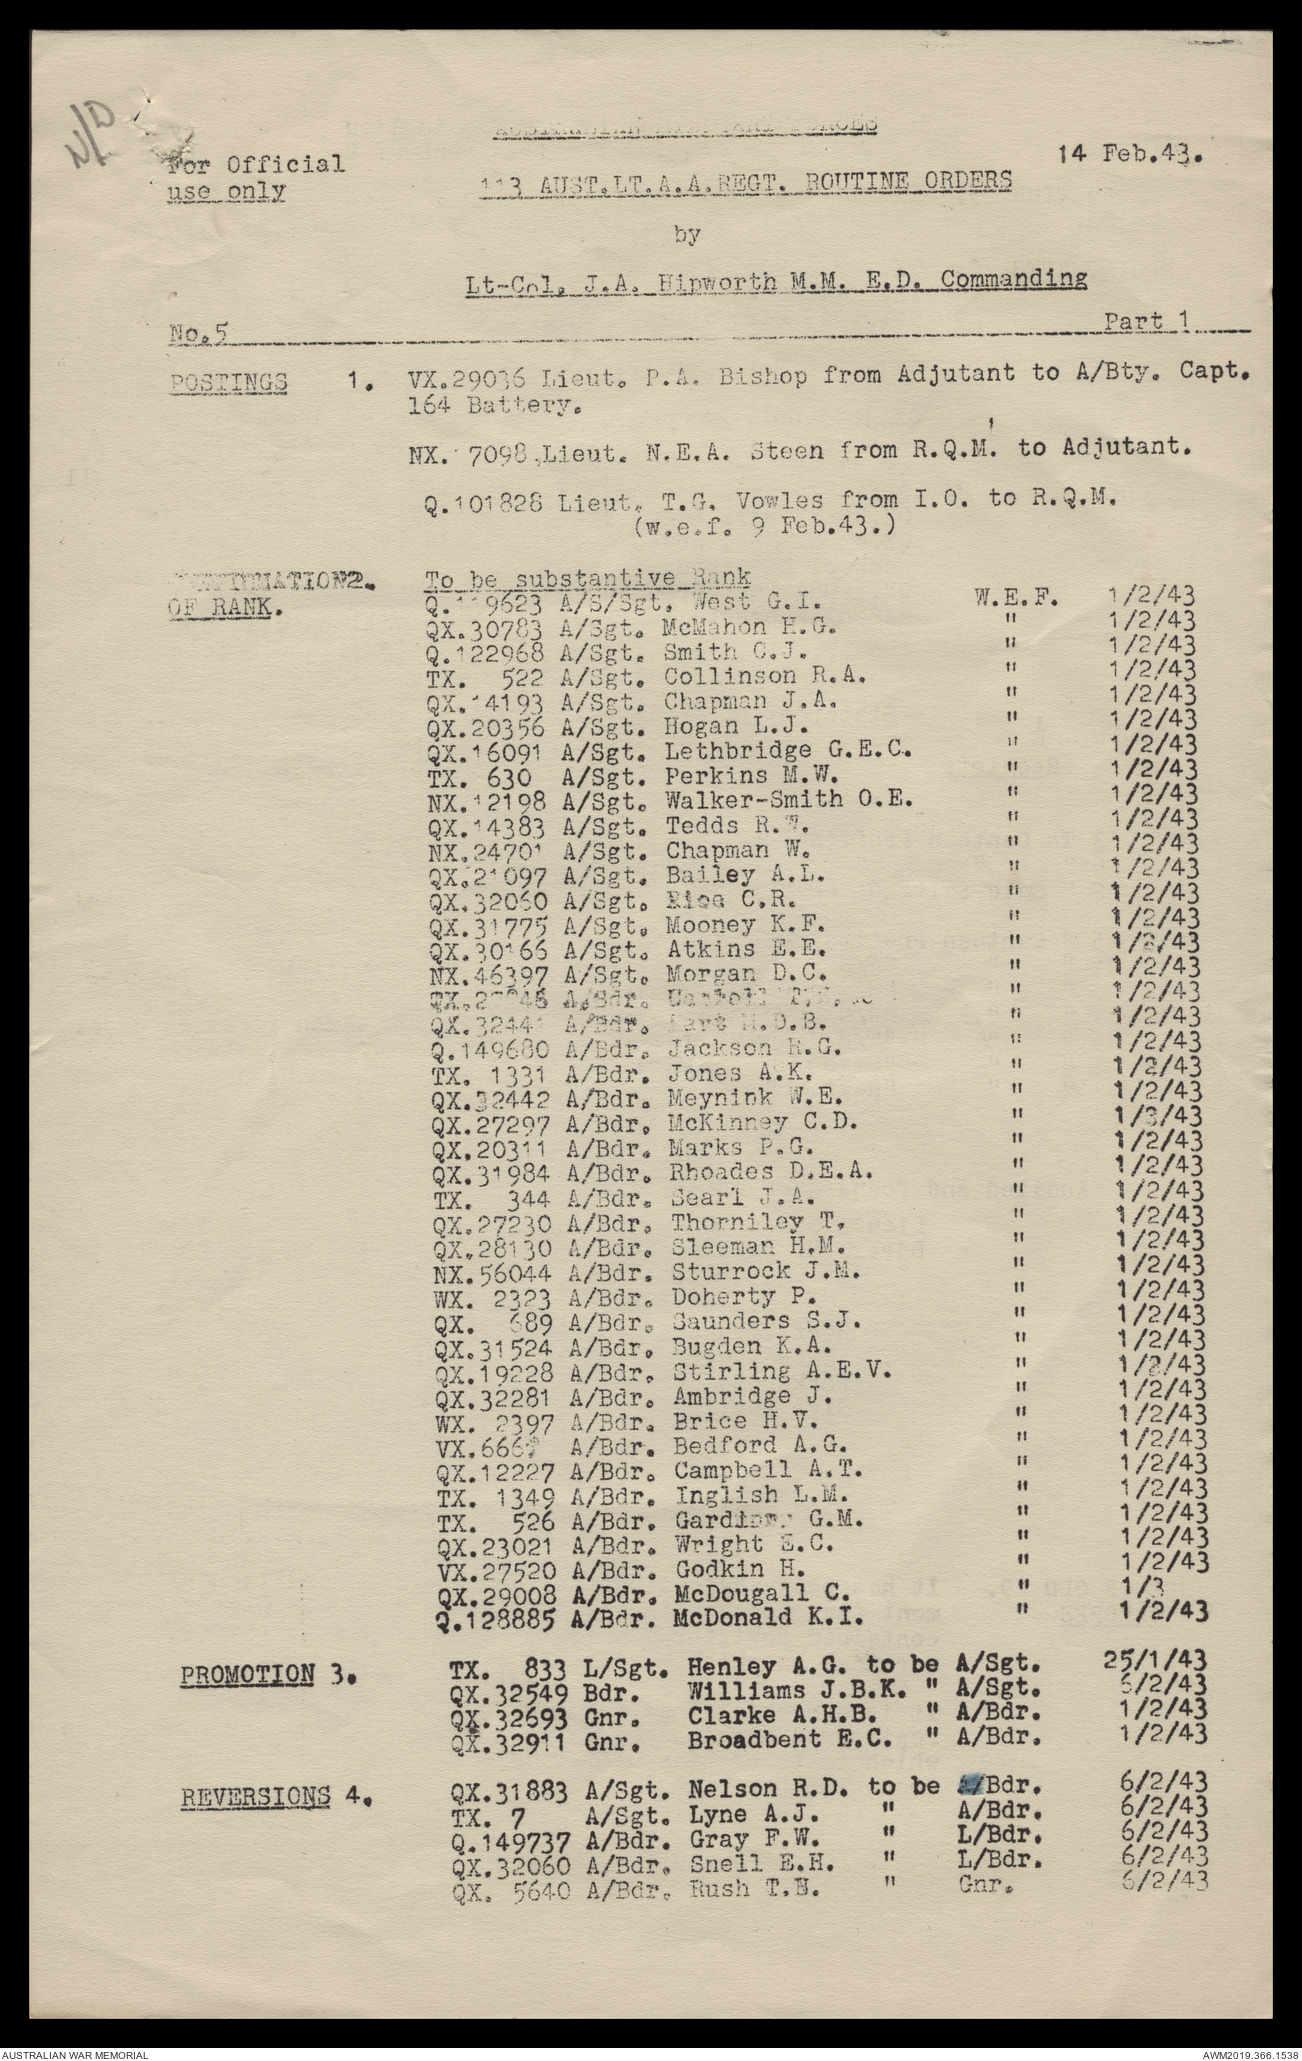 N/A
FORCES
For Official
use only
14 Feb.43.
113 AUST.LT.A.A.REGT. ROUTINE ORDERS
by
Lt-Col. J.A. Hipworth M.M. E.D. Commanding
No.5 Part 1
POSTINGS 1. VX.29036 Lieut. P.A. Bishop from Adjutant to A/Bty. Capt.
164 Battery.
NX. 7098 Lieut. N.E.A. Steen from R.Q.M. to Adjutant.
Q.101828 Lieut. T.G. Vowles from I.O. to R.Q.M.
(w.e.f. 9 Feb.43.)
2. To be substantive Rank
OF RANK. Q.119623 A/S/Sgt. West G.I. W.E.F. 1/2/43
QX.30783 A/Sgt. McMahon H.G. " 1/2/43
Q.122968 A/Sgt. Smith C.J. " 1/2/43
TX. 522 A/Sgt. Collinson R.A. " 1/2/43
QX.14193 A/Sgt. Chapman J.A. " 1/2/43
QX.20356 A/Sgt. Hogan L.J. " 1/2/43
QX.16091 A/Sgt. Lethbridge G.E.C. " 1/2/43
TX. 630 A/Sgt. Perkins M.W. " 1/2/43
NX.12198 A/Sgt. Walker-Smith O.E. " 1/2/43
QX.14383 A/Sgt. Tedds R.W. " 1/2/43
NX.24701 A/Sgt. Chapman W. " 1/2/43
QX.21097 A/Sgt. Bailey A.L. " 1/2/43
QX.32060 A/Sgt. Rice C.R. " 1/2/43
QX.31775 A/Sgt. Mooney K.F. " 1/2/43
QX.30166 A/Sgt. Atkins E.E. " 1/2/43
NX.46397 A/Sgt. Morgan D.C. " 1/2/43
A/Bdr. " 1/2/43
QX.32441 A/Bdr. M.D.B. " 1/2/43
Q.149680 A/Bdr. Jackson H.G. " 1/2/43
TX. 1331 A/Bdr. Jones A.K. " 1/2/43
QX.32442 A/Bdr. Meynink W.E. " 1/2/43
QX.27297 A/Bdr. McKinney C.D. " 1/3/43
QX.20311 A/Bdr. Marks P.G. " 1/2/43
QX.31984 A/Bdr. Rhoades D.E.A. " 1/2/43
TX. 344 A/Bdr. Searl J.A. " 1/2/43
QX.27230 A/Bdr. Thorniley T. " 1/2/43
QX.28130 A/Bdr. Sleeman H.M. " 1/2/43
NX.56044 A/Bdr. Sturrock J.M. " 1/2/43
WX. 2323 A/Bdr. Doherty P. " 1/2/43
QX. 689 A/Bdr. Saunders S.J. " 1/2/43
QX.31524 A/Bdr. Bugden K.A. " 1/2/43
QX.19228 A/Bdr. Stirling A.E.V. " 1/2/43
QX.32281 A/Bdr. Ambridge J. " 1/2/43
WX. 2397 A/Bdr. Brice H.V. " 1/2/43
A/Bdr. Bedford A.G. " 1/2/43
QX.12227 A/Bdr. Campbell A.T. " 1/2/43
TX. 1349 A/Bdr. Inglish L.M. " 1/2/43
TX. 526 A/Bdr. G.M. " 1/2/43
QX.23021 A/Bdr. Wright E.C. " 1/2/43
VX.27520 A/Bdr. Godkin H. " 1/2/43
QX.29008 A/Bdr. McDougall C. " 1/3
Q.128885 A/Bdr. McDonald K.I. " 1/2/43
PROMOTION 3. TX. 833 L/Sgt. Henley A.G. to be A/Sgt. 25/1/43
QX.32549 Bdr. Williams J.B.K. " A/Sgt. 6/2/43
QX.32693 Gnr. Clarke A.H.B. " A/Bdr. 1/2/43
QX.32911 Gnr. Broadbent E.C. " A/Bdr. 1/2/43
REVERSIONS 4. QX.31883 A/Sgt. Nelson R.D. to be A/Bdr. 6/2/43
TX. 7 A/Sgt. Lyne A.J. " A/Bdr. 6/2/43
Q.149737 A/Bdr. Gray F.W. " L/Bdr. 6/2/43
QX.32060 A/Bdr. Snell E.H. " L/Bdr. 6/2/43
QX. 5640 A/Bdr. Rush T.E. " Gnr. 6/2/43
AUSTRALIAN WAR MEMORIAL AWM2019.366.1538